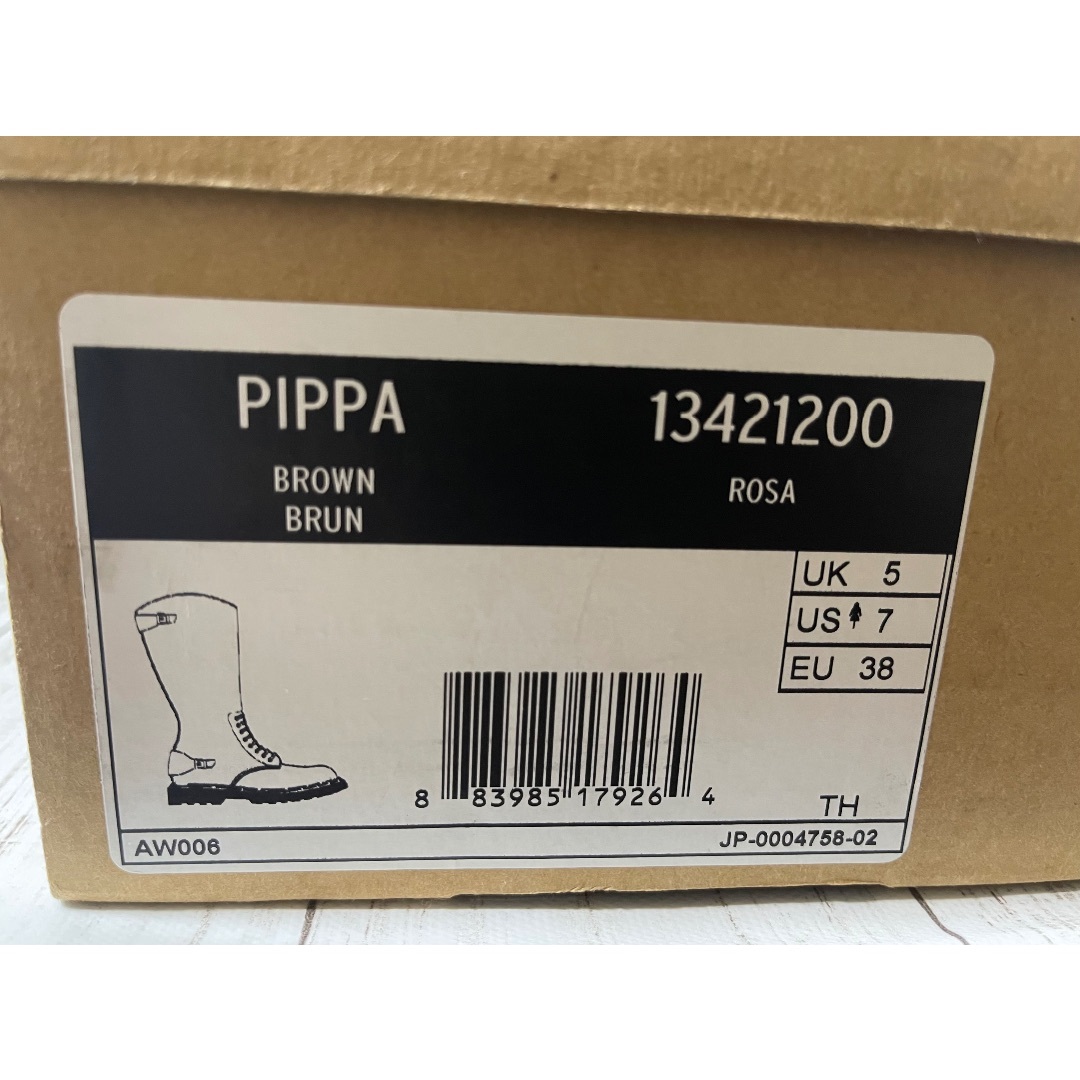 PIPPA
BROWN
BRUN
13421200
ROSA
UK 5
US 7
EU 38
8 83985 17926 4
TH
AW006
JP-0004758-02